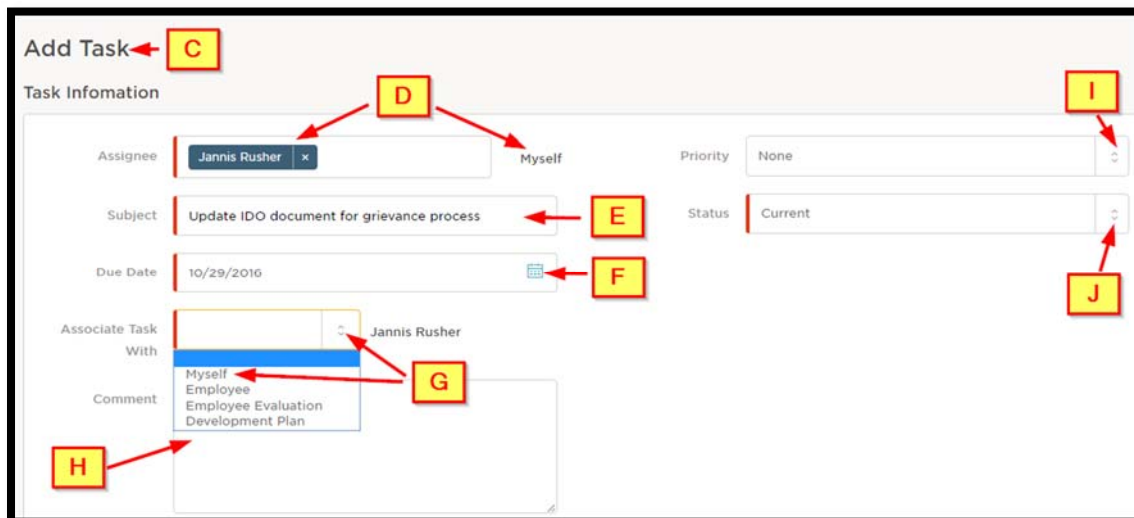 Add Task C
Task Infomation
D
I
Assignee Jannis Rusher × Myself Priority None
Subject Update IDO document for grievance process E Status Current
Due Date 10/29/2016 F
J
Associate Task With Jannis Rusher
Myself
Employee
Employee Evaluation
Development Plan
G
Comment
H